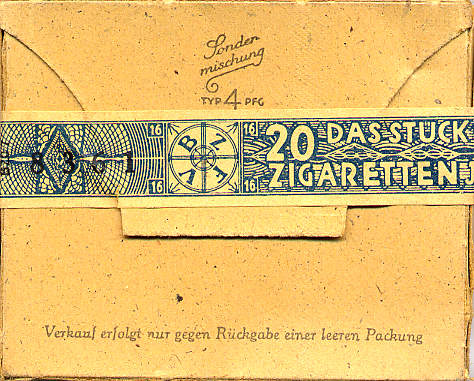 Sonder
mischung
TYP 4 PFG
16 16
8361
B Z V F
20 DAS STÜCK
ZIGARETTEN
16 16
Verkauf erfolgt nur gegen Rückgabe einer leeren Packung